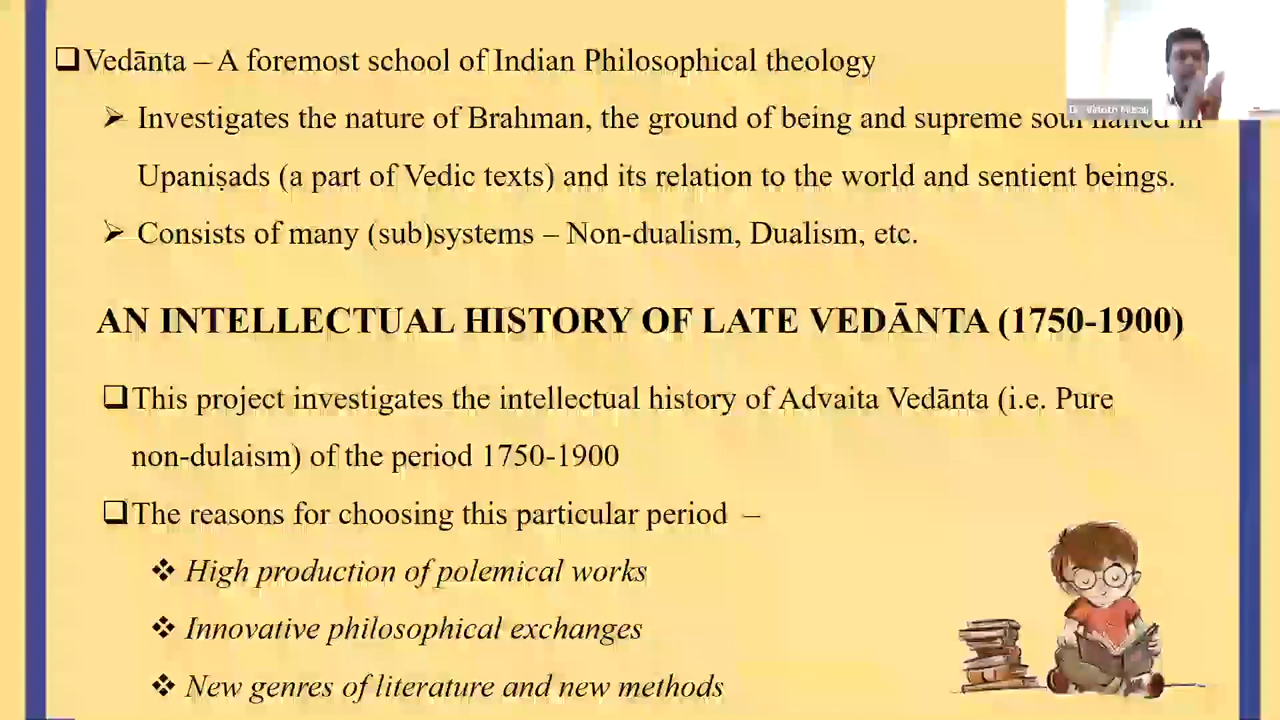 Vedānta – A foremost school of Indian Philosophical theology
Investigates the nature of Brahman, the ground of being and supreme soul in
Upaniṣads (a part of Vedic texts) and its relation to the world and sentient beings.
Consists of many (sub)systems – Non-dualism, Dualism, etc.
AN INTELLECTUAL HISTORY OF LATE VEDĀNTA (1750-1900)
This project investigates the intellectual history of Advaita Vedānta (i.e. Pure
non-dulaism) of the period 1750-1900
The reasons for choosing this particular period –
High production of polemical works
Innovative philosophical exchanges
New genres of literature and new methods